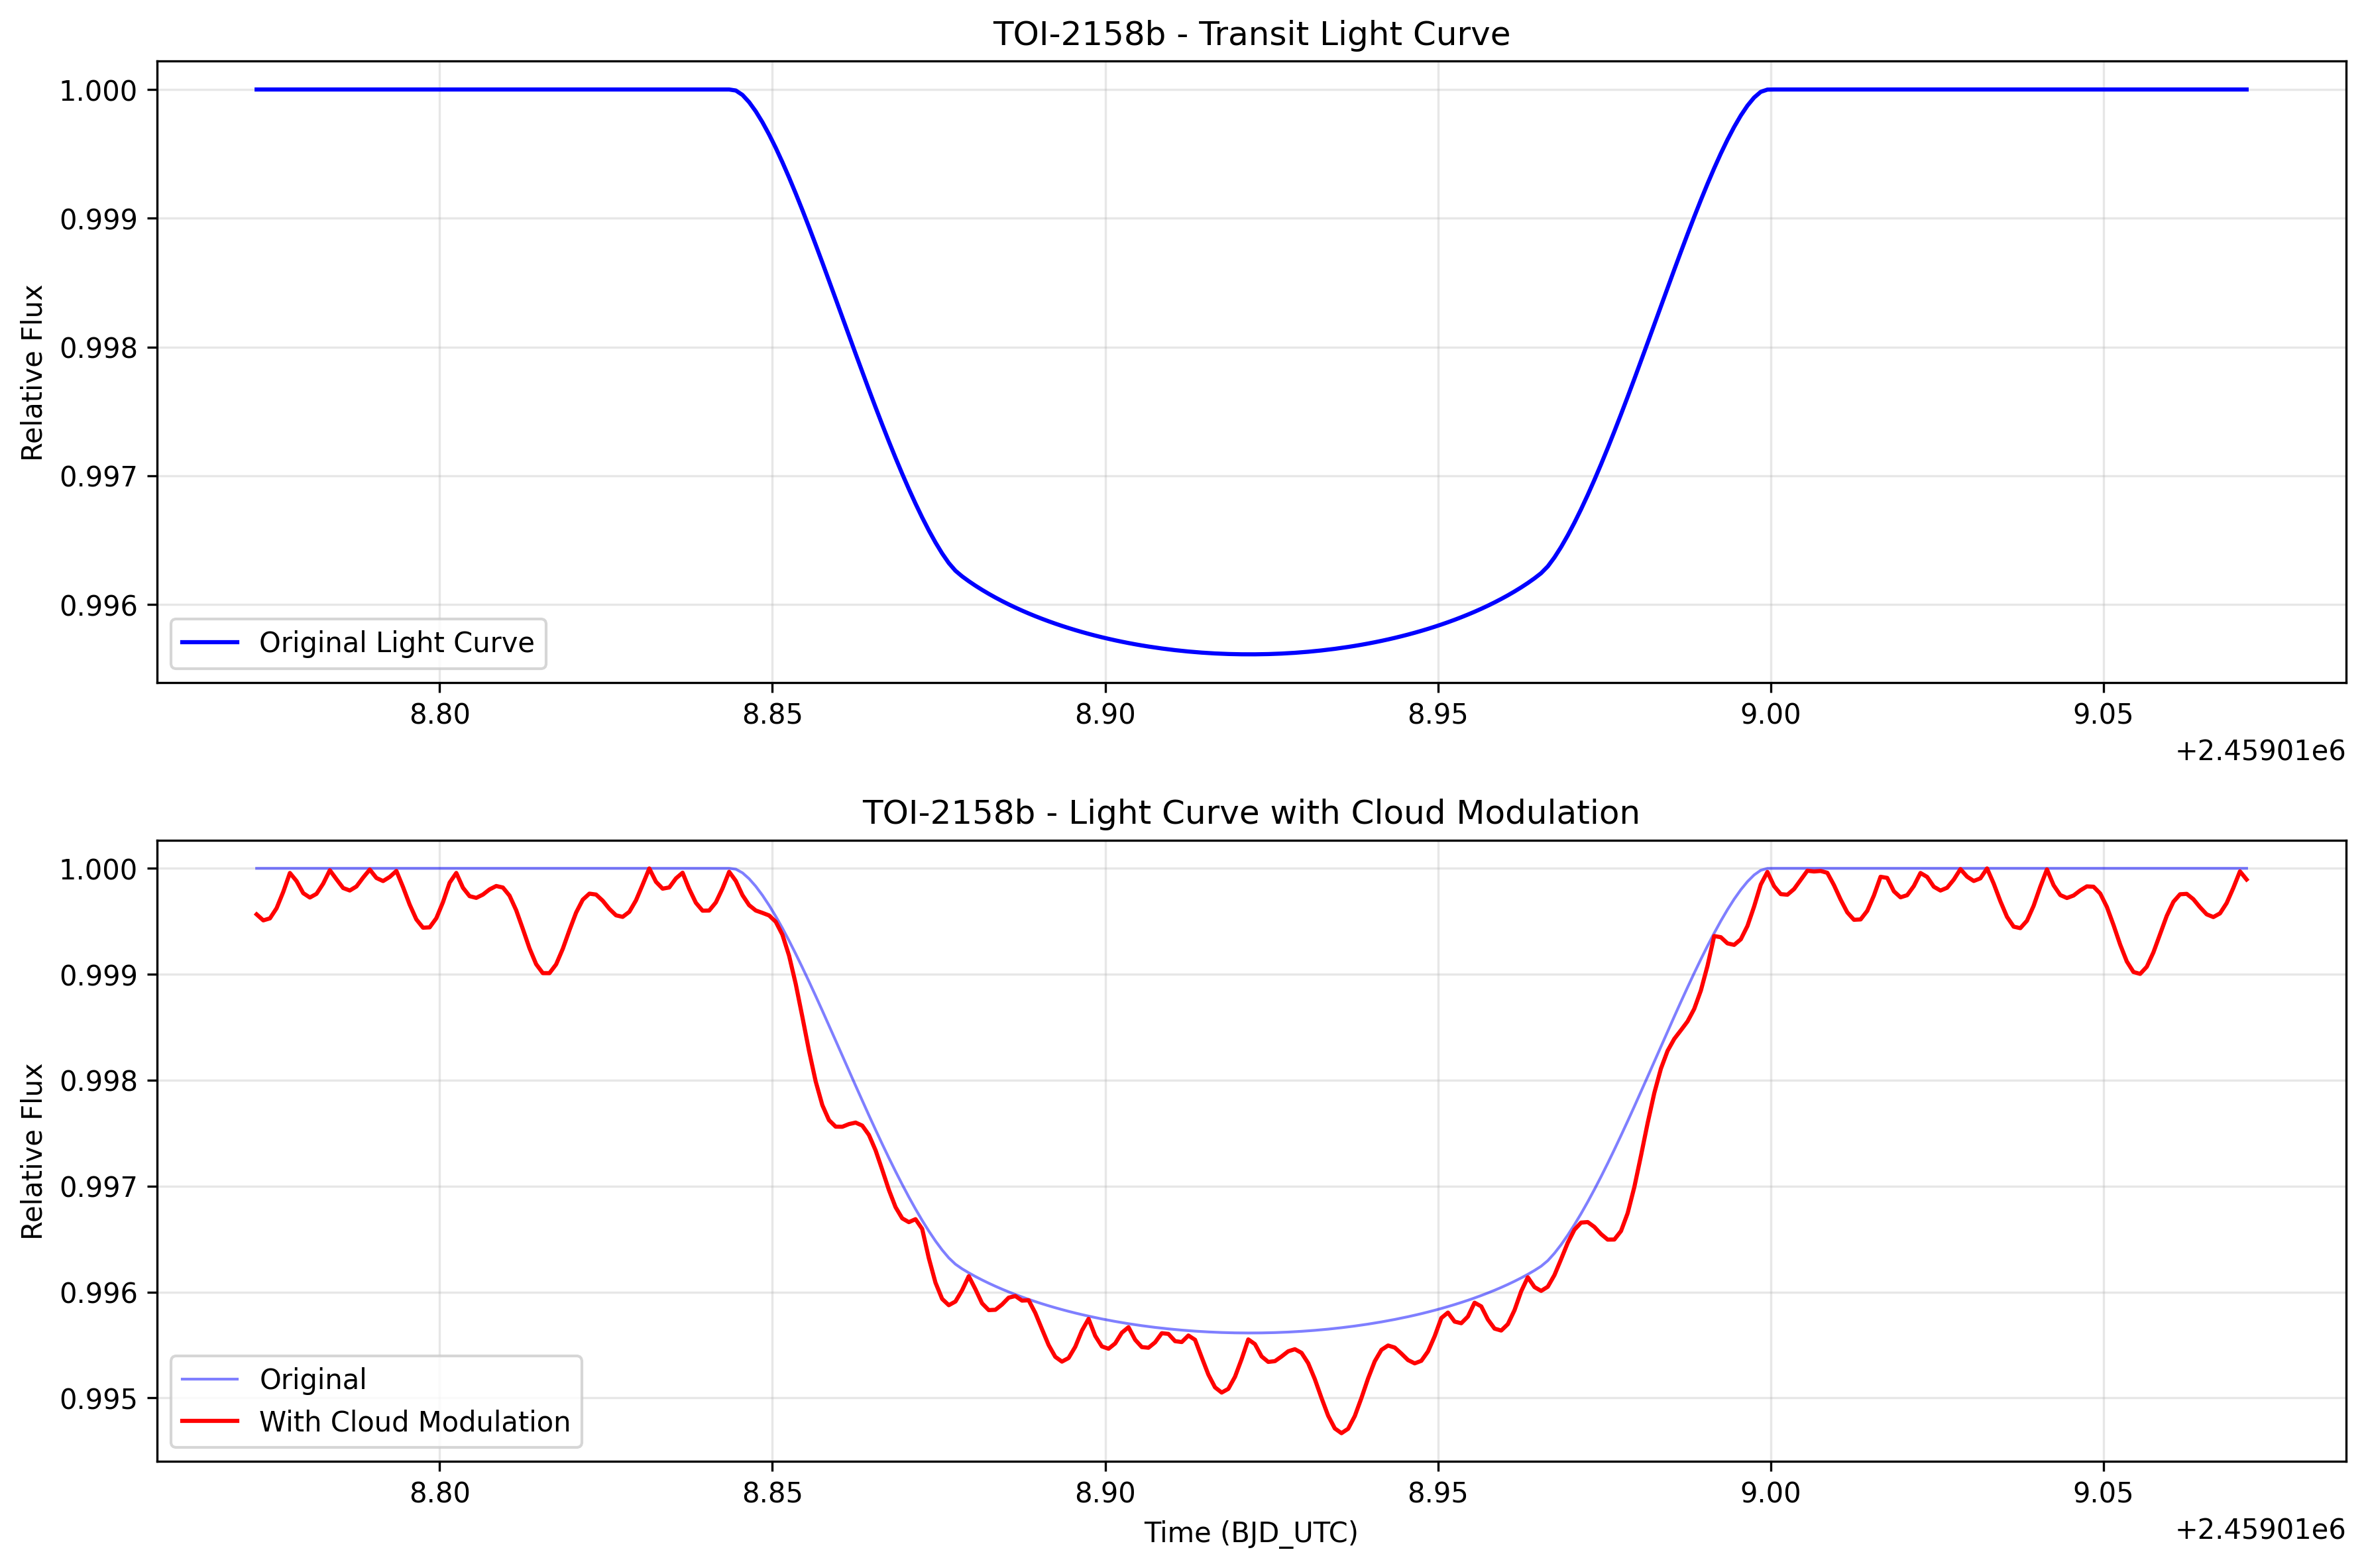 TOI-2158b - Transit Light Curve
Relative Flux
1.000
0.999
0.998
0.997
0.996
Original Light Curve
8.80 8.85 8.90 8.95 9.00 9.05
+2.45901e6
TOI-2158b - Light Curve with Cloud Modulation
Relative Flux
1.000
0.999
0.998
0.997
0.996
0.995
Original
With Cloud Modulation
8.80 8.85 8.90 8.95 9.00 9.05
Time (BJD_UTC)
+2.45901e6